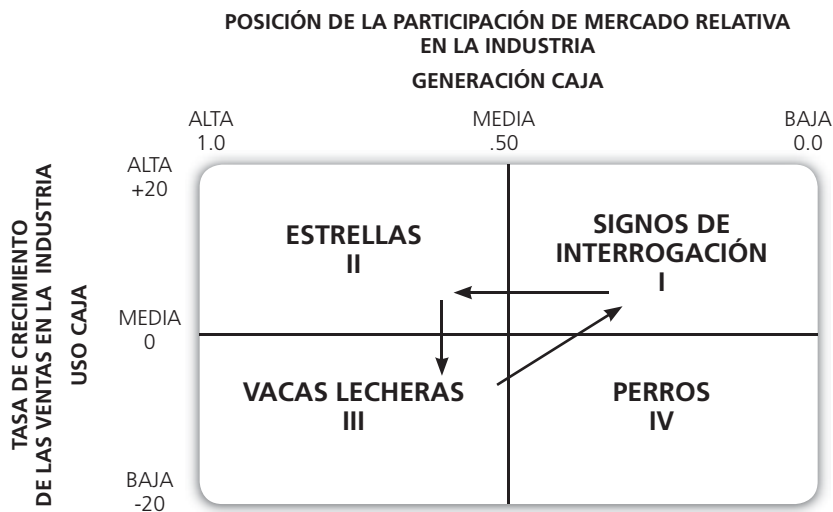 POSICIÓN DE LA PARTICIPACIÓN DE MERCADO RELATIVA
EN LA INDUSTRIA
GENERACIÓN CAJA
ALTA
1.0
MEDIA
.50
BAJA
0.0
TASA DE CRECIMIENTO
DE LAS VENTAS EN LA INDUSTRIA
USO CAJA
ALTA
+20
MEDIA
0
BAJA
-20
ESTRELLAS
II
SIGNOS DE
INTERROGACIÓN
I
VACAS LECHERAS
III
PERROS
IV